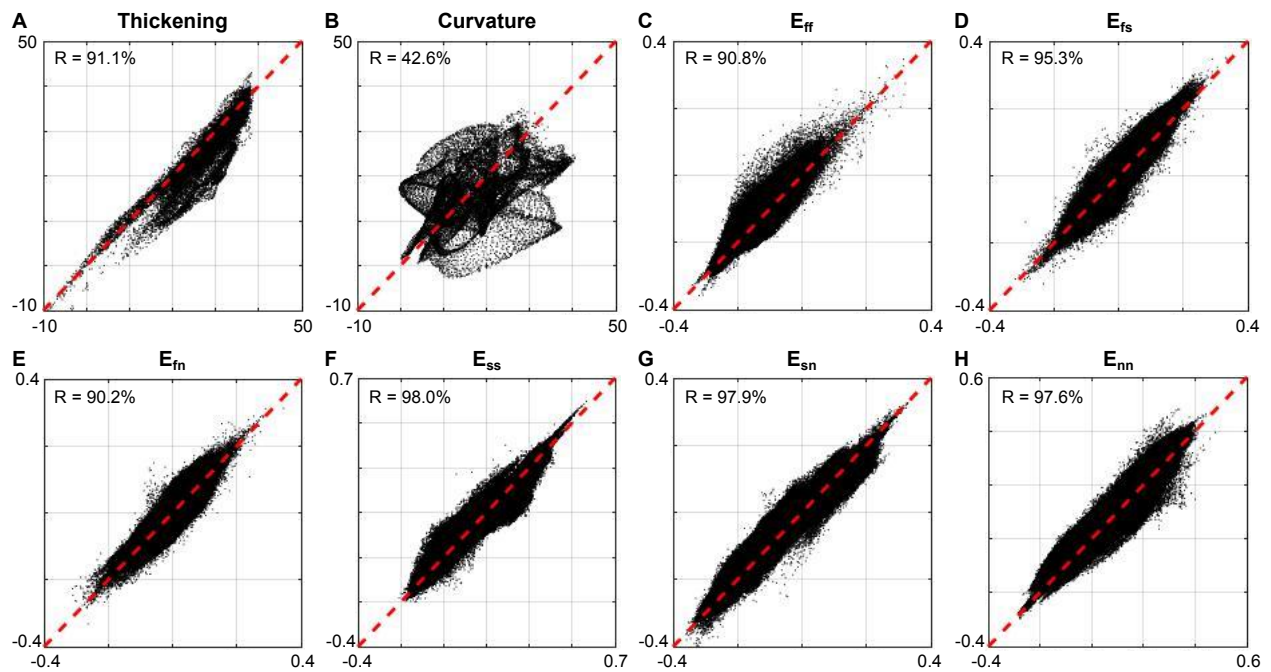 A Thickening
50
R = 91.1%
-10
-10 50
B Curvature
50
R = 42.6%
-10
-10 50
C Eff
0.4
R = 90.8%
-0.4
-0.4 0.4
D Efs
0.4
R = 95.3%
-0.4
-0.4 0.4
E Efn
0.4
R = 90.2%
-0.4
-0.4 0.4
F Ess
0.7
R = 98.0%
-0.4
-0.4 0.7
G Esn
0.4
R = 97.9%
-0.4
-0.4 0.4
H Enn
0.6
R = 97.6%
-0.4
-0.4 0.6